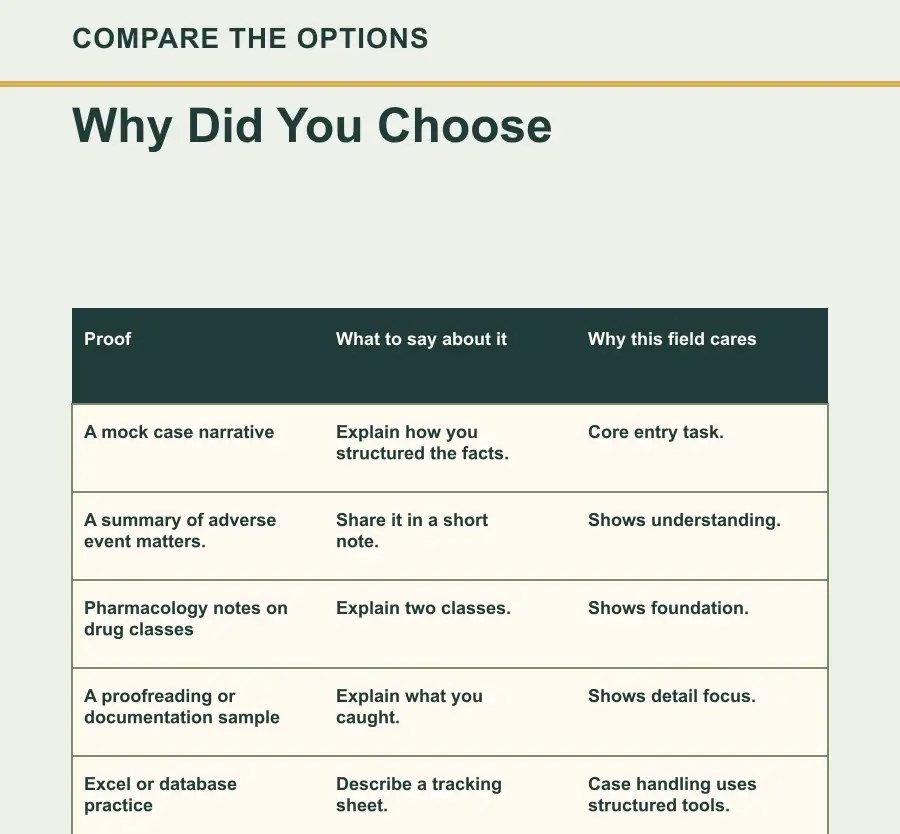 COMPARE THE OPTIONS
Why Did You Choose
Proof
What to say about it
Why this field cares
A mock case narrative
Explain how you
structured the facts.
Core entry task.
A summary of adverse
event matters.
Share it in a short
note.
Shows understanding.
Pharmacology notes on
drug classes
Explain two classes.
Shows foundation.
A proofreading or
documentation sample
Explain what you
caught.
Shows detail focus.
Excel or database
practice
Describe a tracking
sheet.
Case handling uses
structured tools.